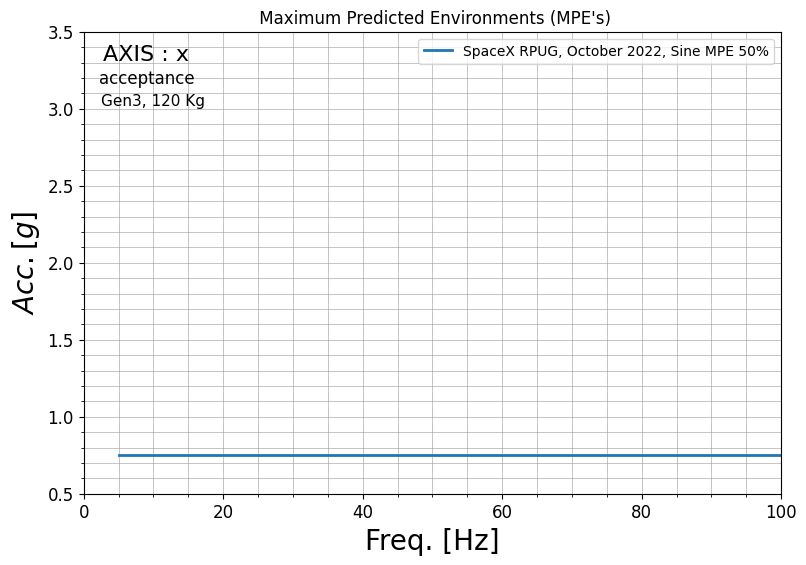 Maximum Predicted Environments (MPE's)
3.5
3.0
2.5
2.0
1.5
1.0
0.5
Acc. [g]
AXIS : x
acceptance
Gen3, 120 Kg
SpaceX RPUG, October 2022, Sine MPE 50%
0 20 40 60 80 100
Freq. [Hz]